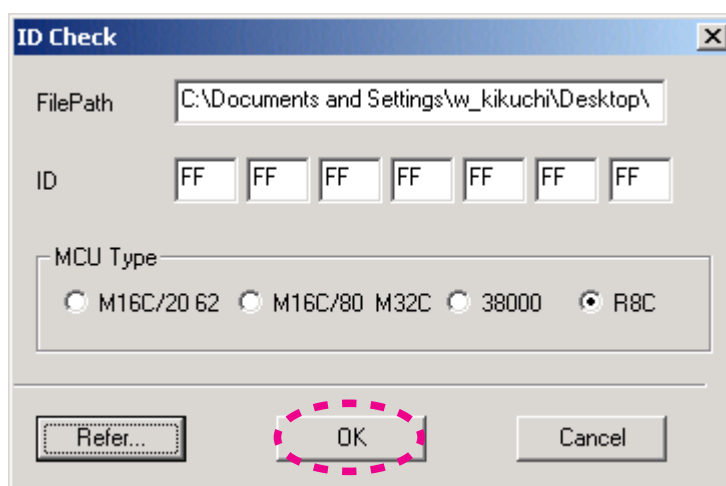 ID Check
FilePath C:\Documents and Settings\w_kikuchi\Desktop\
ID FF FF FF FF FF FF FF
MCU Type
M16C/20 62 M16C/80 M32C 38000 R8C
Refer... OK Cancel